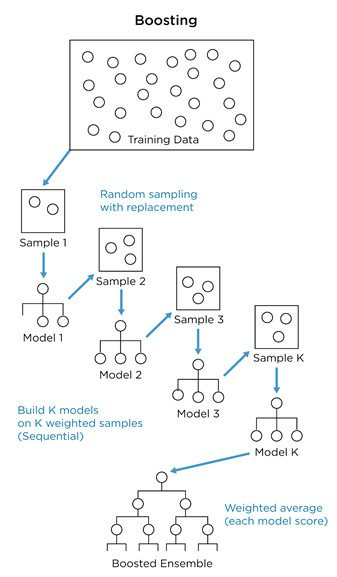 Boosting
Training Data
Random sampling
with replacement
Sample 1
Sample 2
Model 1
Sample 3
Model 2
Sample K
Model 3
Build K models
on K weighted samples
(Sequential)
Model K
Weighted average
(each model score)
Boosted Ensemble